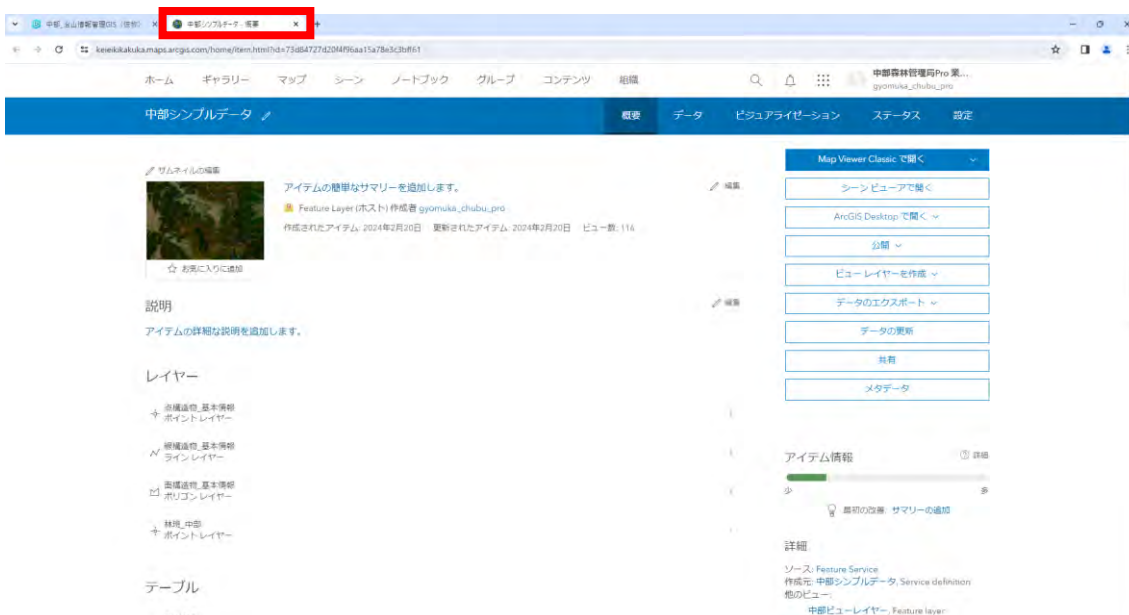 中部シンプルデータ - 概要
keieikikakuka.maps.arcgis.com/home/item.html?id=73d84727d20f4f96aa15a78e3c3bff61
ホーム ギャラリー マップ シーン ノートブック グループ コンテンツ 組織
中部森林管理局Pro 業...
gyomuka_chubu_pro
中部シンプルデータ
概要 データ ビジュアライゼーション ステータス 設定
サムネイルの編集
アイテムの簡単なサマリーを追加します。
編集
Feature Layer (ホスト) 作成者 gyomuka_chubu_pro
作成されたアイテム: 2024年2月20日 更新されたアイテム: 2024年2月20日 ビュー数: 116
お気に入りに追加
説明
編集
アイテムの詳細な説明を追加します。
レイヤー
点構造物_基本情報
ポイント レイヤー
線構造物_基本情報
ライン レイヤー
面構造物_基本情報
ポリゴン レイヤー
林班_中部
ポイント レイヤー
テーブル
Map Viewer Classic で開く
シーン ビューアで開く
ArcGIS Desktop で開く
公開
ビュー レイヤーを作成
データのエクスポート
データの更新
共有
メタデータ
アイテム情報
詳細
少 多
最初の改善: サマリーの追加
詳細
ソース: Feature Service
作成元: 中部シンプルデータ, Service definition
他のビュー:
中部ビューレイヤー, Feature layer